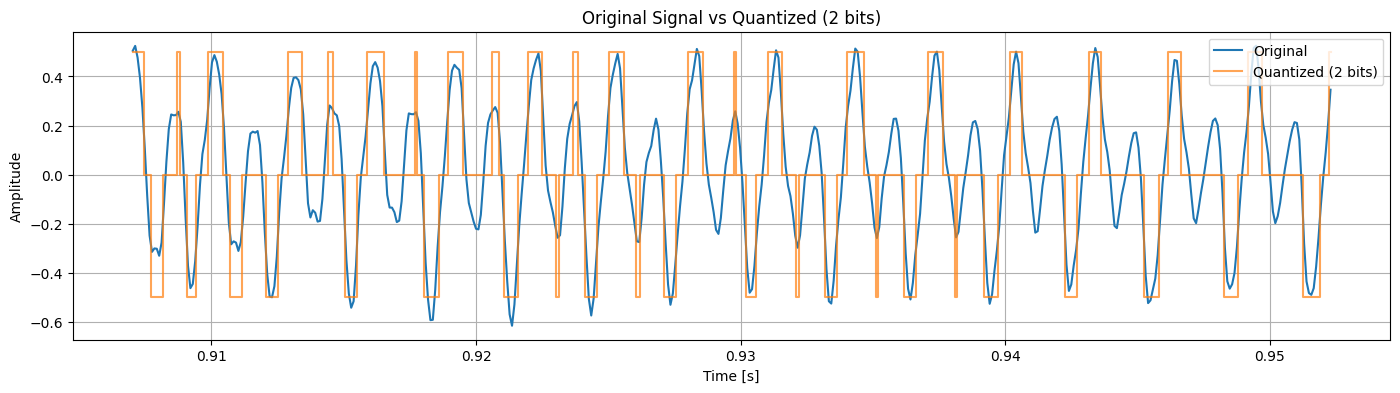 Original Signal vs Quantized (2 bits)
Original
Quantized (2 bits)
Amplitude
0.4
0.2
0.0
−0.2
−0.4
−0.6
0.91 0.92 0.93 0.94 0.95
Time [s]